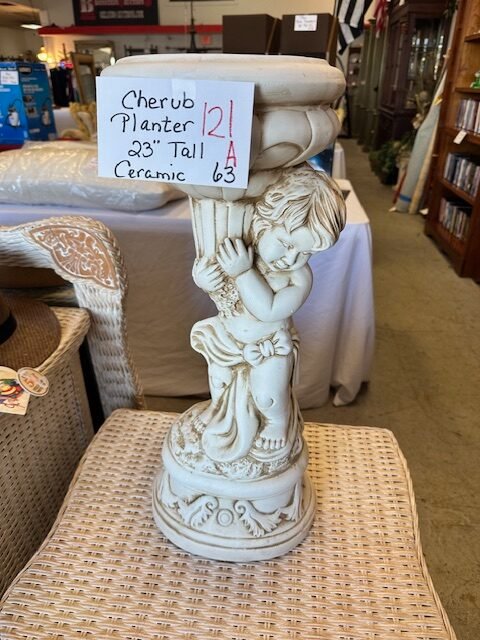 Cherub
Planter 121
23" Tall A
Ceramic 63